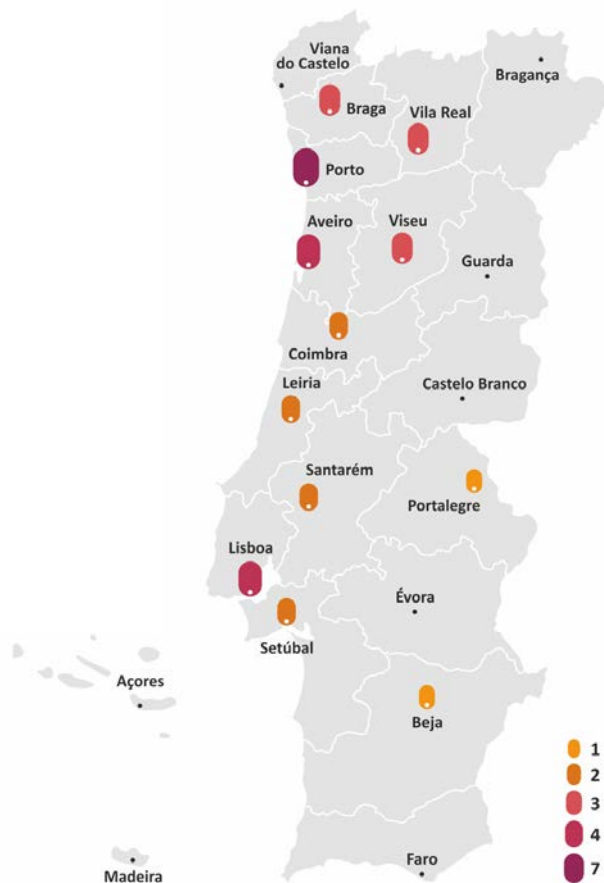 Viana
do Castelo
Bragança
Braga
Vila Real
Porto
Aveiro
Viseu
Guarda
Coimbra
Leiria
Castelo Branco
Santarém
Portalegre
Lisboa
Évora
Setúbal
Açores
Beja
1
2
3
4
7
Faro
Madeira